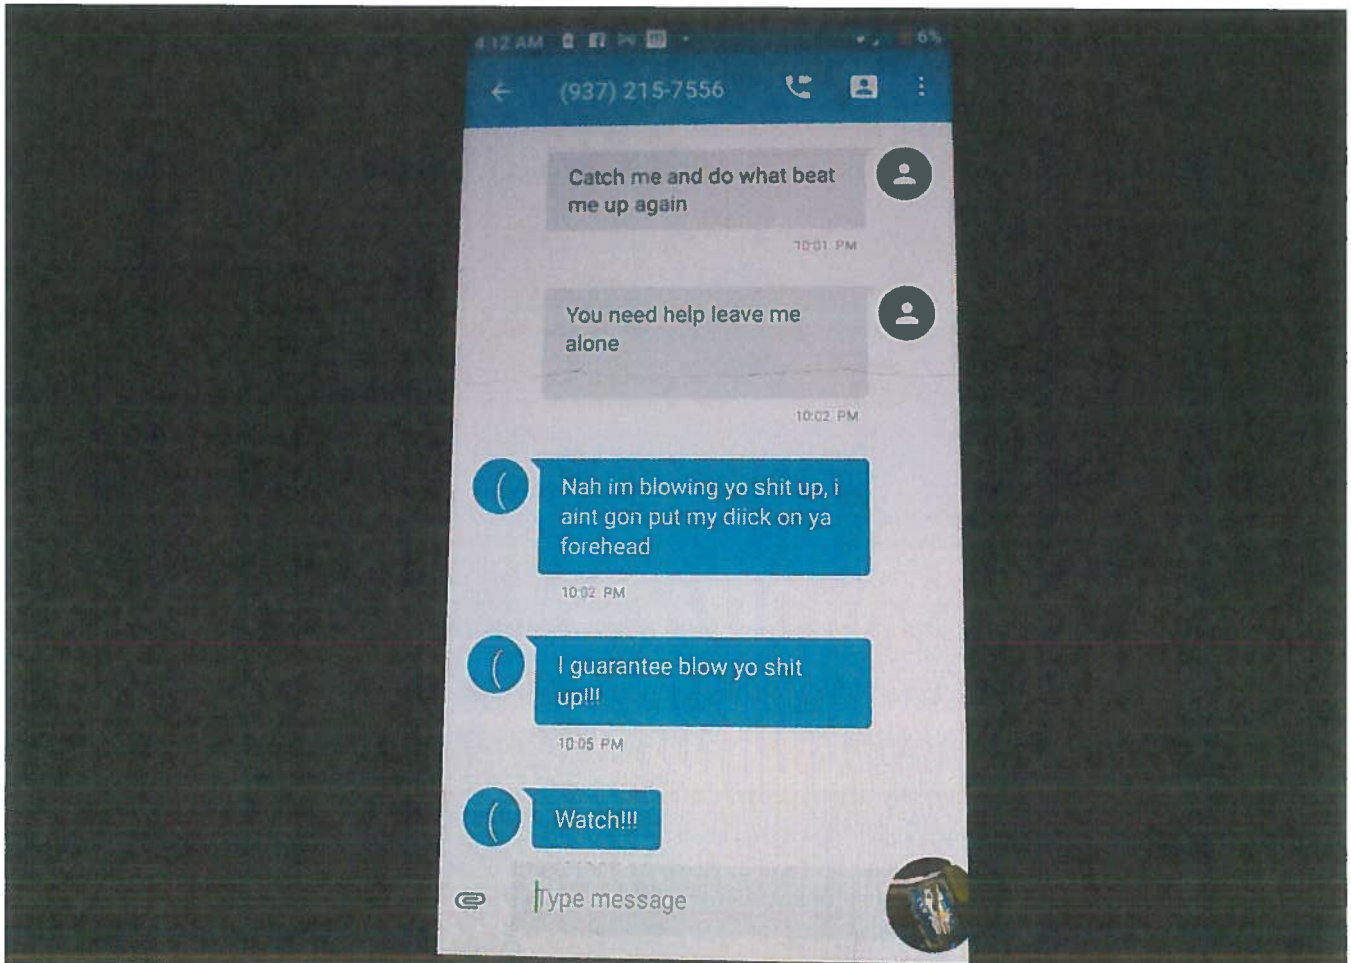 4:12 AM
6%
(937) 215-7556
Catch me and do what beat
me up again
10:01 PM
You need help leave me
alone
10:02 PM
Nah im blowing yo shit up, i
aint gon put my diick on ya
forehead
10:02 PM
I guarantee blow yo shit
up!!!
10:05 PM
Watch!!!
Type message